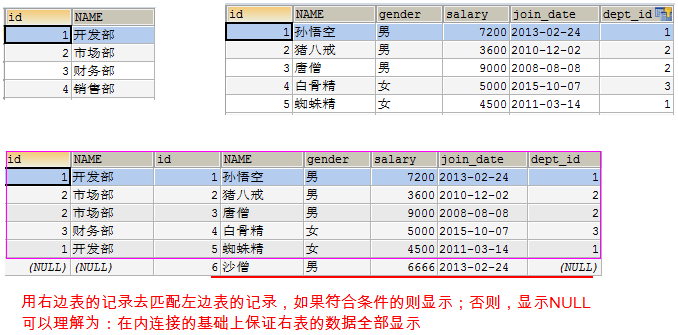 id NAME
1 开发部
2 市场部
3 财务部
4 销售部
id NAME gender salary join_date dept_id
1 孙悟空 男 7200 2013-02-24 1
2 猪八戒 男 3600 2010-12-02 2
3 唐僧 男 9000 2008-08-08 2
4 白骨精 女 5000 2015-10-07 3
5 蜘蛛精 女 4500 2011-03-14 1
id NAME id NAME gender salary join_date dept_id
1 开发部 1 孙悟空 男 7200 2013-02-24 1
2 市场部 2 猪八戒 男 3600 2010-12-02 2
2 市场部 3 唐僧 男 9000 2008-08-08 2
3 财务部 4 白骨精 女 5000 2015-10-07 3
1 开发部 5 蜘蛛精 女 4500 2011-03-14 1
(NULL) (NULL) 6 沙僧 男 6666 2013-02-24 (NULL)
用右边表的记录去匹配左边表的记录，如果符合条件的则显示；否则，显示NULL
可以理解为：在内连接的基础上保证右表的数据全部显示